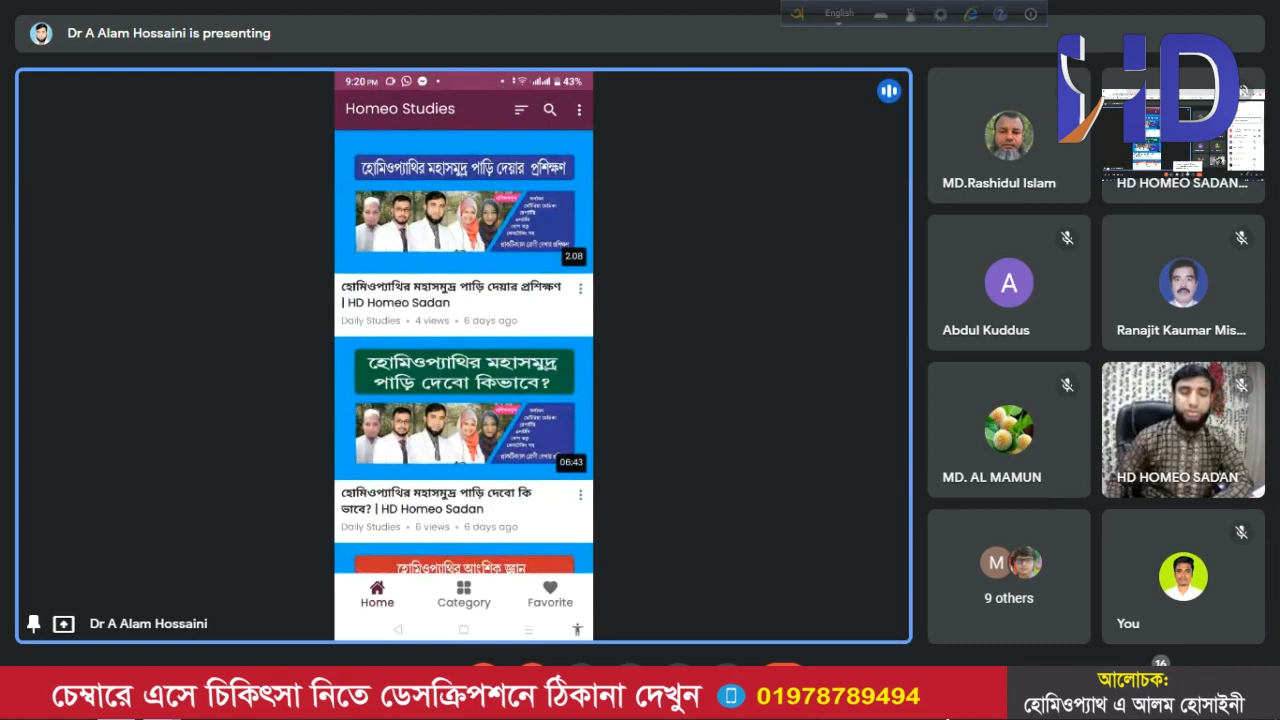 English
Dr A Alam Hossaini is presenting
HD
9:20 PM
43%
Homeo Studies
হোমিওপ্যাথির মহাসমুদ্র পাড়ি দেয়ার প্রশিক্ষণ
2.08
হোমিওপ্যাথির মহাসমুদ্র পাড়ি দেয়ার প্রশিক্ষণ
| HD Homeo Sadan
Daily Studies • 4 views • 6 days ago
হোমিওপ্যাথির মহাসমুদ্র
পাড়ি দেবো কিভাবে?
06:43
হোমিওপ্যাথির মহাসমুদ্র পাড়ি দেবো কি
ভাবে? | HD Homeo Sadan
Daily Studies • 6 views • 6 days ago
হোমিওপ্যাথির আংশিক জ্ঞান
Home
Category
Favorite
Dr A Alam Hossaini
MD.Rashidul Islam
HD HOMEO SADAN...
A
Abdul Kuddus
Ranajit Kaumar Mis...
MD. AL MAMUN
HD HOMEO SADAN
M
9 others
You
16
চেম্বারে এসে চিকিৎসা নিতে ডেসক্রিপশনে ঠিকানা দেখুন
01978789494
আলোচক:
হোমিওপ্যাথ এ আলম হোসাইনী